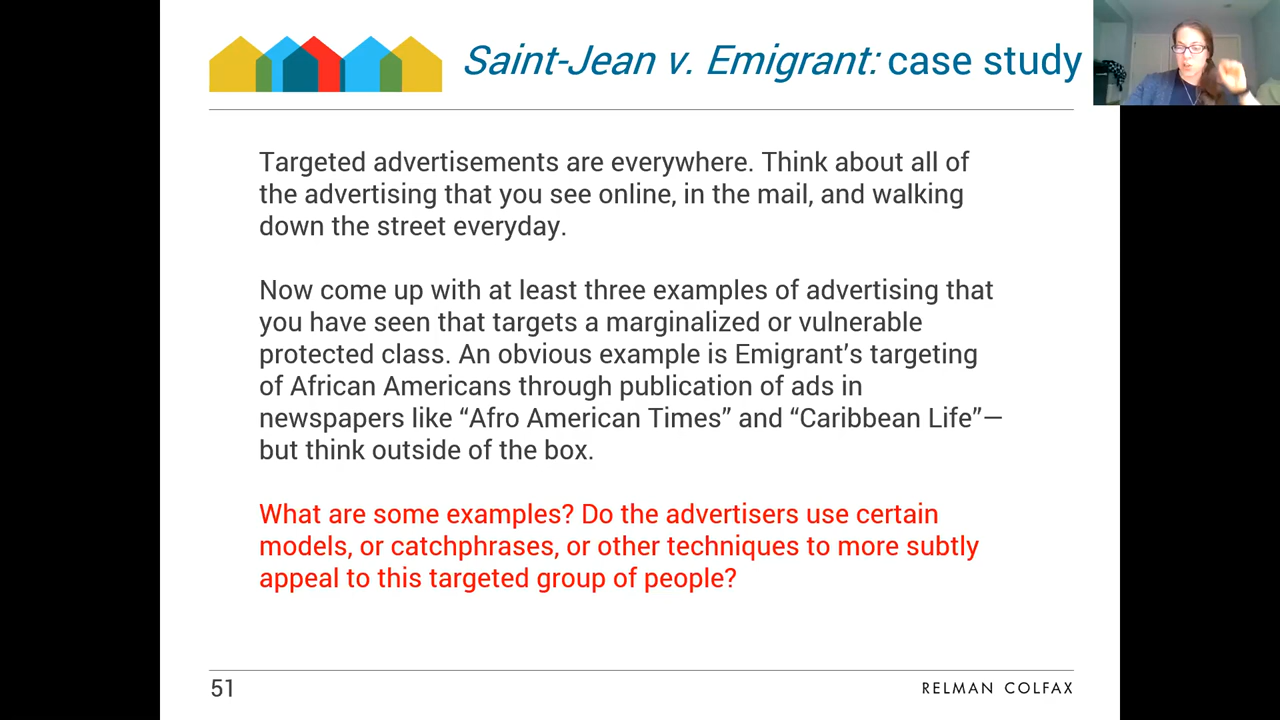 Saint-Jean v. Emigrant: case study
Targeted advertisements are everywhere. Think about all of
the advertising that you see online, in the mail, and walking
down the street everyday.
Now come up with at least three examples of advertising that
you have seen that targets a marginalized or vulnerable
protected class. An obvious example is Emigrant’s targeting
of African Americans through publication of ads in
newspapers like “Afro American Times” and “Caribbean Life”—
but think outside of the box.
What are some examples? Do the advertisers use certain
models, or catchphrases, or other techniques to more subtly
appeal to this targeted group of people?
51
RELMAN COLFAX